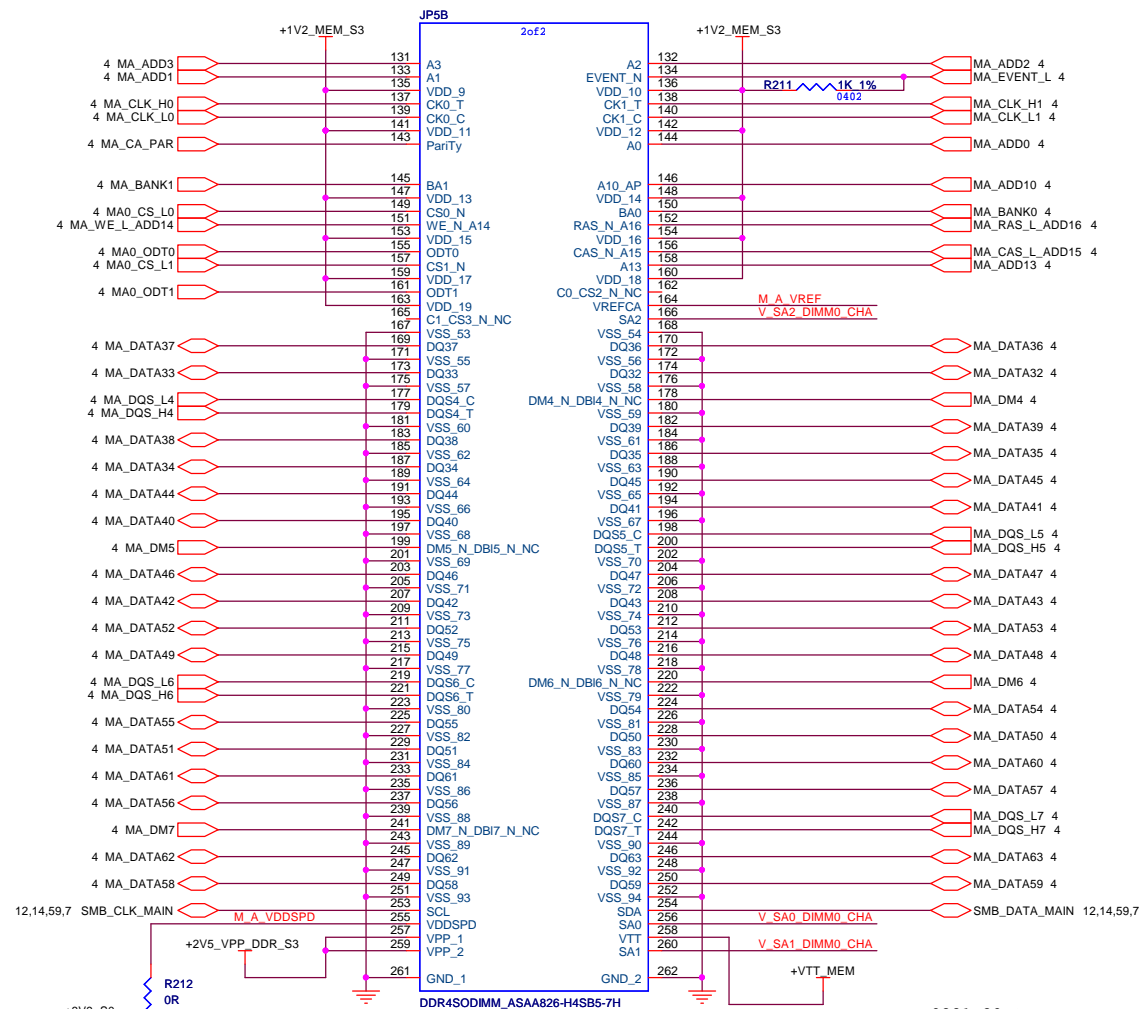 JP5B
2of2
+1V2_MEM_S3 +1V2_MEM_S3
4 MA_ADD3 131 A3 A2 132 MA_ADD2 4
4 MA_ADD1 133 A1 EVENT_N 134 MA_EVENT_L 4
135 VDD_9 VDD_10 136 R211 1K_1%
0402
4 MA_CLK_H0 137 CK0_T CK1_T 138 MA_CLK_H1 4
4 MA_CLK_L0 139 CK0_C CK1_C 140 MA_CLK_L1 4
141 VDD_11 VDD_12 142
4 MA_CA_PAR 143 PariTy A0 144 MA_ADD0 4
4 MA_BANK1 145 BA1 A10_AP 146 MA_ADD10 4
147 VDD_13 VDD_14 148
4 MA0_CS_L0 149 CS0_N BA0 150 MA_BANK0 4
4 MA_WE_L_ADD14 151 WE_N_A14 RAS_N_A16 152 MA_RAS_L_ADD16 4
153 VDD_15 VDD_16 154
4 MA0_ODT0 155 ODT0 CAS_N_A15 156 MA_CAS_L_ADD15 4
4 MA0_CS_L1 157 CS1_N A13 158 MA_ADD13 4
159 VDD_17 VDD_18 160
4 MA0_ODT1 161 ODT1 C0_CS2_N_NC 162
163 VDD_19 VREFCA 164 M_A_VREF
165 C1_CS3_N_NC SA2 166 V_SA2_DIMM0_CHA
167 VSS_53 VSS_54 168
4 MA_DATA37 169 DQ37 DQ36 170 MA_DATA36 4
171 VSS_55 VSS_56 172
4 MA_DATA33 173 DQ33 DQ32 174 MA_DATA32 4
175 VSS_57 VSS_58 176
4 MA_DQS_L4 177 DQS4_C DM4_N_DBI4_N_NC 178 MA_DM4 4
4 MA_DQS_H4 179 DQS4_T VSS_59 180
181 VSS_60 DQ39 182 MA_DATA39 4
4 MA_DATA38 183 DQ38 VSS_61 184
185 VSS_62 DQ35 186 MA_DATA35 4
4 MA_DATA34 187 DQ34 VSS_63 188
189 VSS_64 DQ45 190 MA_DATA45 4
4 MA_DATA44 191 DQ44 VSS_65 192
193 VSS_66 DQ41 194 MA_DATA41 4
4 MA_DATA40 195 DQ40 VSS_67 196
197 VSS_68 DQS5_C 198 MA_DQS_L5 4
4 MA_DM5 199 DM5_N_DBI5_N_NC DQS5_T 200 MA_DQS_H5 4
201 VSS_69 VSS_70 202
4 MA_DATA46 203 DQ46 DQ47 204 MA_DATA47 4
205 VSS_71 VSS_72 206
4 MA_DATA42 207 DQ42 DQ43 208 MA_DATA43 4
209 VSS_73 VSS_74 210
4 MA_DATA52 211 DQ52 DQ53 212 MA_DATA53 4
213 VSS_75 VSS_76 214
4 MA_DATA49 215 DQ49 DQ48 216 MA_DATA48 4
217 VSS_77 VSS_78 218
4 MA_DQS_L6 219 DQS6_C DM6_N_DBI6_N_NC 220 MA_DM6 4
4 MA_DQS_H6 221 DQS6_T VSS_79 222
223 VSS_80 DQ54 224 MA_DATA54 4
4 MA_DATA55 225 DQ55 VSS_81 226
227 VSS_82 DQ50 228 MA_DATA50 4
4 MA_DATA51 229 DQ51 VSS_83 230
231 VSS_84 DQ60 232 MA_DATA60 4
4 MA_DATA61 233 DQ61 VSS_85 234
235 VSS_86 DQ57 236 MA_DATA57 4
4 MA_DATA56 237 DQ56 VSS_87 238
239 VSS_88 DQS7_C 240 MA_DQS_L7 4
4 MA_DM7 241 DM7_N_DBI7_N_NC DQS7_T 242 MA_DQS_H7 4
243 VSS_89 VSS_90 244
4 MA_DATA62 245 DQ62 DQ63 246 MA_DATA63 4
247 VSS_91 VSS_92 248
4 MA_DATA58 249 DQ58 DQ59 250 MA_DATA59 4
251 VSS_93 VSS_94 252
12,14,59,7 SMB_CLK_MAIN 253 SCL SDA 254 SMB_DATA_MAIN 12,14,59,7
M_A_VDDSPD 255 VDDSPD SA0 256 V_SA0_DIMM0_CHA
257 VPP_1 VTT 258
+2V5_VPP_DDR_S3 259 VPP_2 SA1 260 V_SA1_DIMM0_CHA
+VTT_MEM
261 GND_1 GND_2 262
R212
0R
DDR4SODIMM_ASAA826-H4SB5-7H